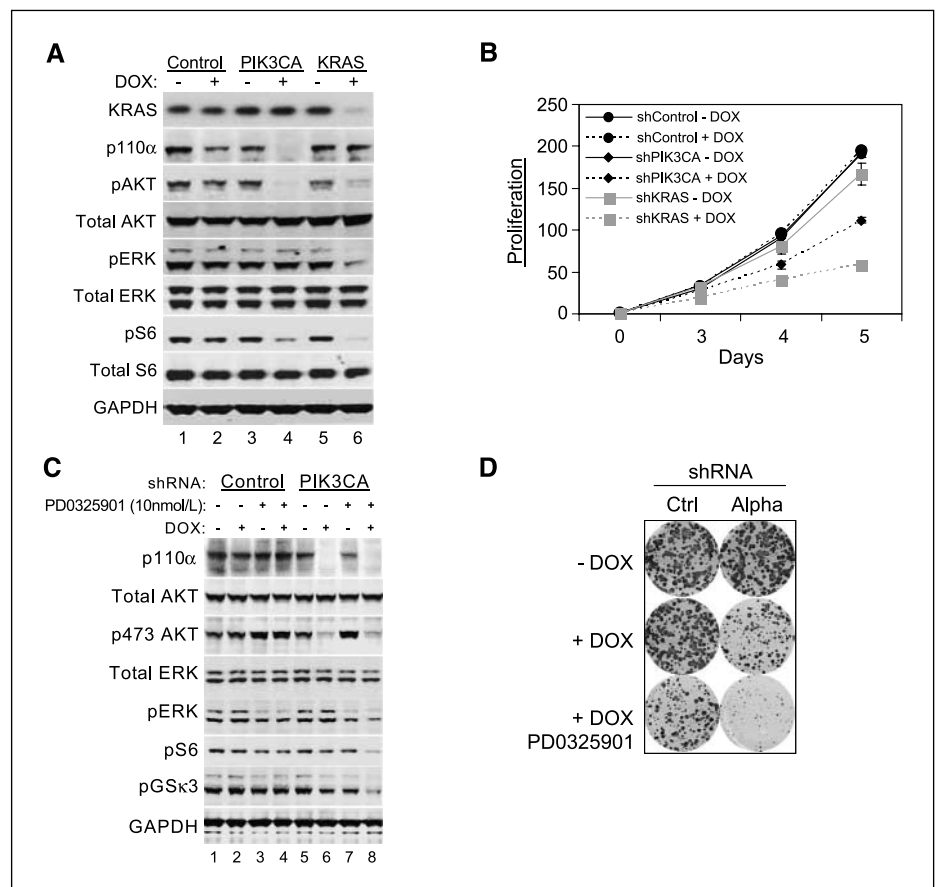 A
Control PIK3CA KRAS
DOX: - + - + - +
KRAS
p110α
pAKT
Total AKT
pERK
Total ERK
pS6
Total S6
GAPDH
1 2 3 4 5 6
B
250
200
150
100
50
0
Proliferation
shControl - DOX
shControl + DOX
shPIK3CA - DOX
shPIK3CA + DOX
shKRAS - DOX
shKRAS + DOX
0 3 4 5
Days
C
shRNA: Control PIK3CA
PD0325901 (10nmol/L): - - + + - - + +
DOX: - + - + - + - +
p110α
Total AKT
p473 AKT
Total ERK
pERK
pS6
pGSκ3
GAPDH
1 2 3 4 5 6 7 8
D
shRNA
Ctrl Alpha
- DOX
+ DOX
+ DOX
PD0325901